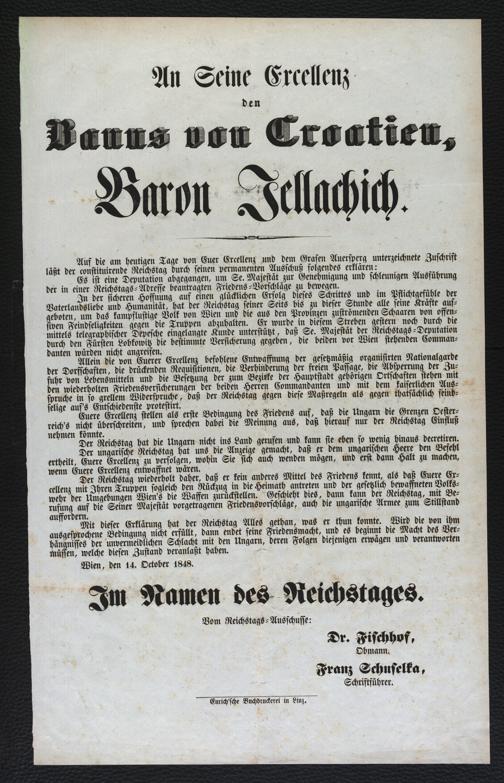 An Seine Excellenz
den
Banus von Croatien,
Baron Jellachich.
Auf die am heutigen Tage von Euer Excellenz und dem Grafen Auersperg unterzeichnete Zuschrift
läßt der constituirende Reichstag durch seinen permanenten Ausschuß folgendes erklären:
Es ist eine Deputation abgegangen, um Se. Majestät zur Genehmigung und schleunigen Ausführung
der in einer Reichstags-Adresse beantragten Friedens-Vorschläge zu bewegen.
In der sicheren Hoffnung auf einen glücklichen Erfolg dieses Schrittes und im Pflichtgefühle der
Vaterlandsliebe und Humanität, hat der Reichstag seiner Seits bis zu dieser Stunde alle seine Kräfte auf-
geboten, um das kampflustige Volk von Wien und die aus den Provinzen zuströmenden Schaaren von offen-
siven Feindseligkeiten gegen die Truppen abzuhalten. Er wurde in diesem Streben gestern noch durch die
mittels telegraphischer Depesche eingelangte Kunde unterstützt, daß Se. Majestät der Reichstags-Deputation
durch den Fürsten Lobkowitz die bestimmte Versicherung gegeben, die beiden vor Wien stehenden Comman-
danten würden nicht angreifen.
Allein die von Euerer Excellenz befohlene Entwaffnung der gesetzmäßig organisirten Nationalgarde
der Dorfschaften, die drückenden Requisitionen, die Verhinderung der freien Passage, die Absperrung der Zu-
fuhr von Lebensmitteln und die Besetzung der zum Bezirke der Hauptstadt gehörigen Ortschaften stehen mit
den wiederholten Friedensversicherungen der beiden Herren Commandanten und mit dem kaiserlichen Aus-
spruche in so grellem Widerspruche, daß der Reichstag gegen diese Maßregeln als gegen thatsächlich feind-
selige auf's Entschiedenste protestirt.
Euere Excellenz stellen als erste Bedingung des Friedens auf, daß die Ungarn die Grenzen Oester-
reich's nicht überschreiten, und sprechen dabei die Meinung aus, daß hierauf nur der Reichstag Einfluß
nehmen könnte.
Der Reichstag hat die Ungarn nicht ins Land gerufen und kann sie eben so wenig hinaus decretiren.
Der ungarische Reichstag hat uns die Anzeige gemacht, daß er dem ungarischen Heere den Befehl
ertheilt, Euere Excellenz zu verfolgen, wohin Sie sich auch wenden mögen, und erst dann Halt zu machen,
wenn Euere Excellenz entwaffnet wären.
Der Reichstag wiederholt daher, daß er kein anderes Mittel des Friedens kennt, als daß Euere Ex-
cellenz mit Ihren Truppen sogleich den Rückzug in die Heimath antreten und der gesetzlich bewaffneten Volks-
wehr der Umgebungen Wien's die Waffen zurückstellen. Geschieht dies, dann kann der Reichstag, mit Be-
rufung auf die Seiner Majestät vorgetragenen Friedensvorschläge, auch die ungarische Armee zum Stillstand
auffordern.
Mit dieser Erklärung hat der Reichstag Alles gethan, was er thun konnte. Wird die von ihm
ausgesprochene Bedingung nicht erfüllt, dann endet seine Friedensmacht, und es beginnt die Macht des Ver-
hängnisses der unvermeidlichen Schlacht mit den Ungarn, deren Folgen diejenigen erwägen und verantworten
müssen, welche diesen Zustand veranlaßt haben.
Wien, den 14. October 1848.
Im Namen des Reichstages.
Vom Reichstags-Ausschusse:
Dr. Fischhof,
Obmann.
Franz Schuselka,
Schriftführer.
Eurich'sche Buchdruckerei in Linz.